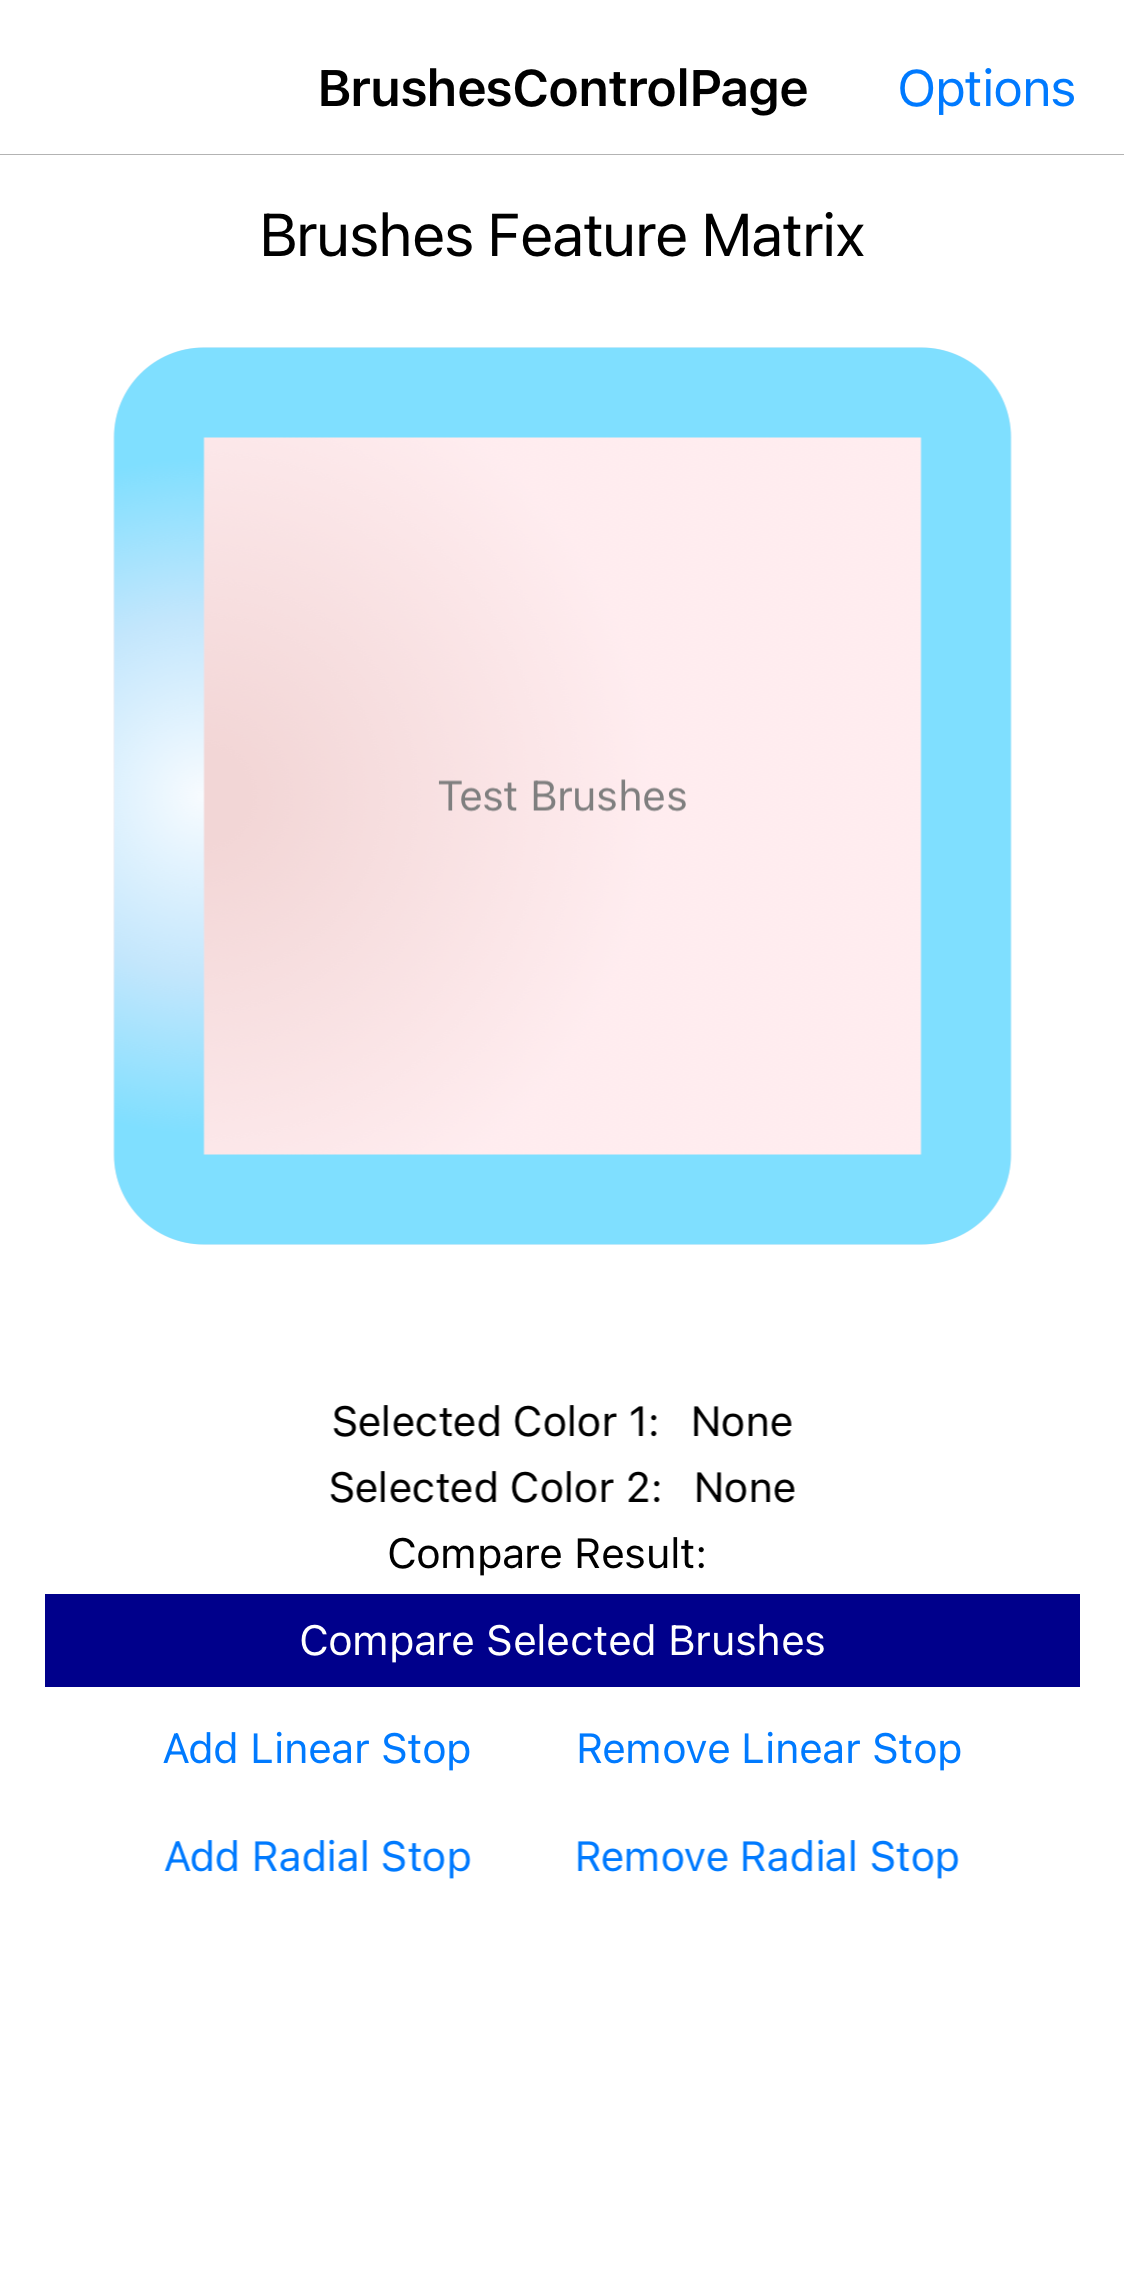 BrushesControlPage Options
Brushes Feature Matrix
Test Brushes
Selected Color 1: None
Selected Color 2: None
Compare Result:
Compare Selected Brushes
Add Linear Stop Remove Linear Stop
Add Radial Stop Remove Radial Stop